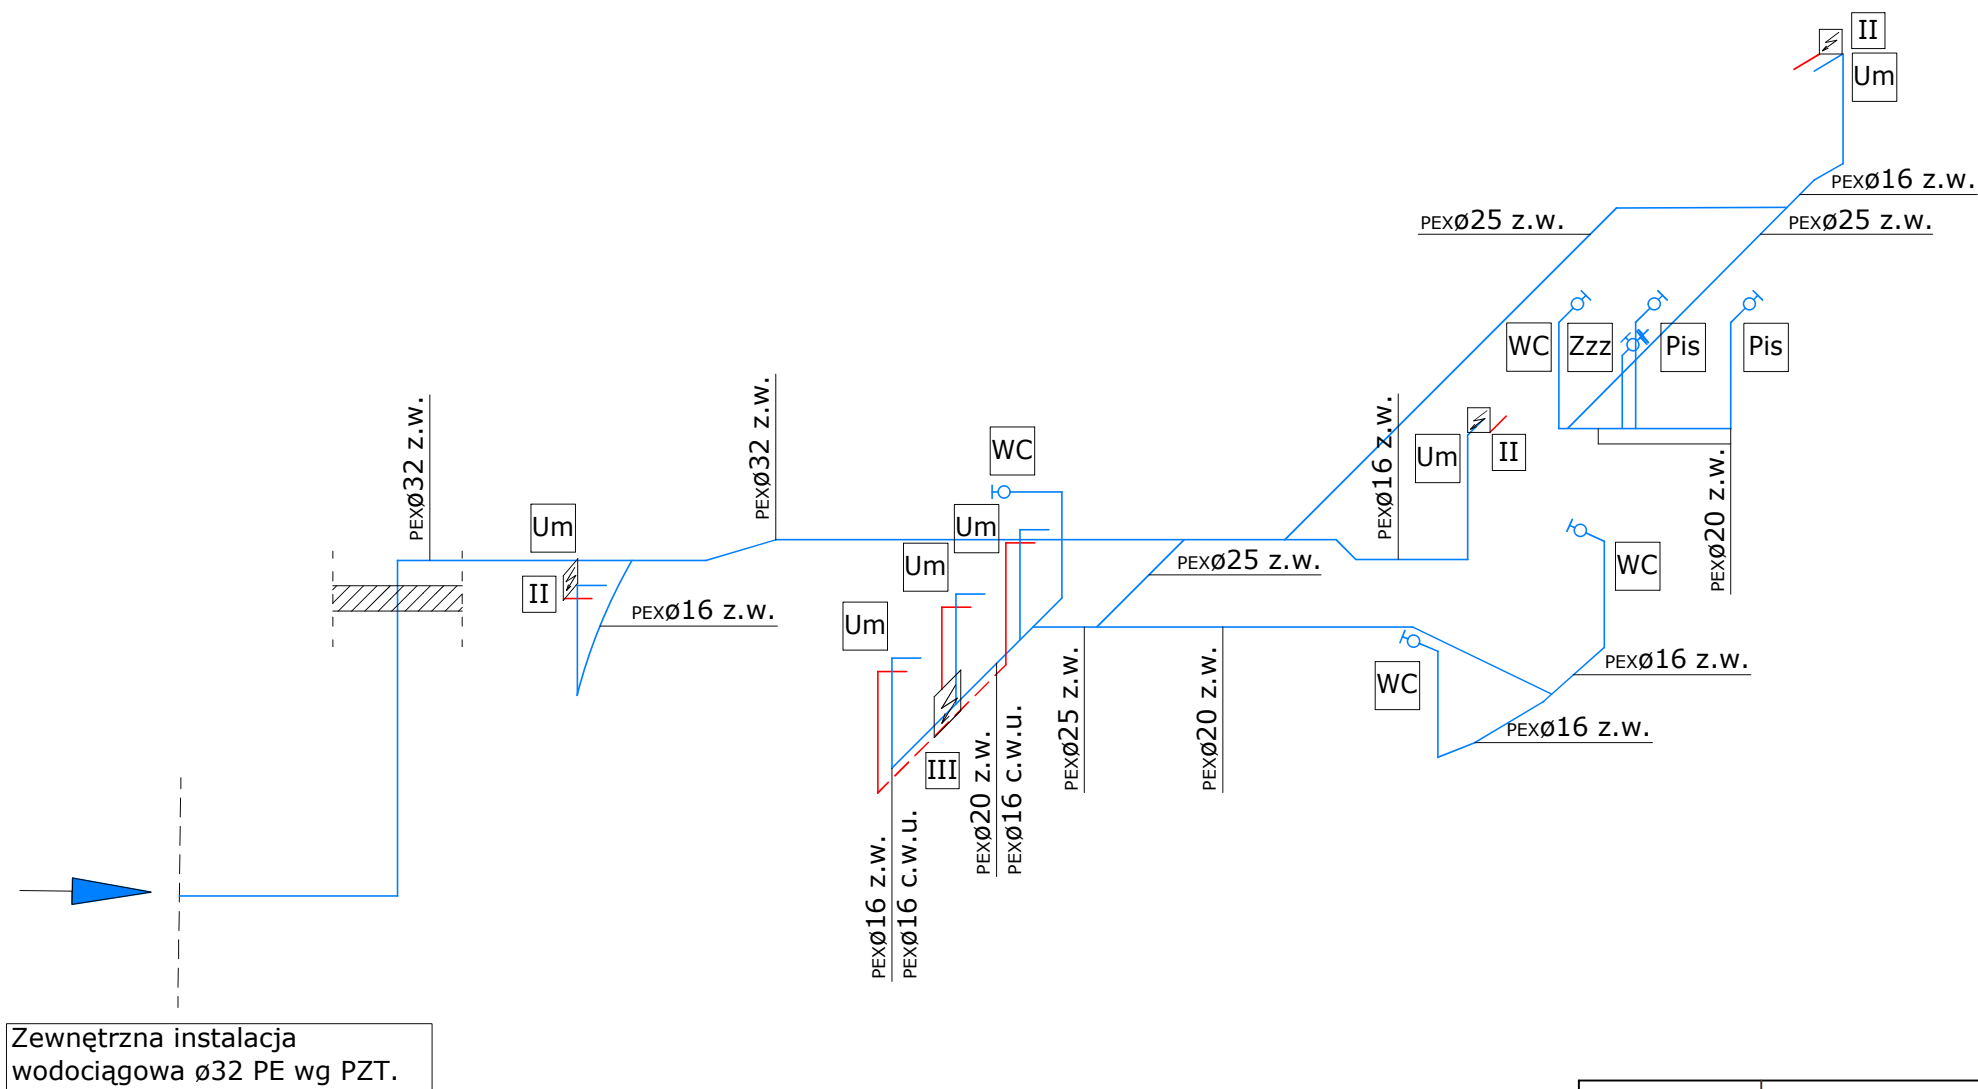 II
Um
PEXø16 z.w.
PEXø25 z.w.
PEXø25 z.w.
WC
Zzz
Pis
Pis
PEXø32 z.w.
PEXø32 z.w.
WC
PEXø16 z.w.
Um
II
PEXø20 z.w.
Um
Um
Um
II
PEXø16 z.w.
PEXø25 z.w.
WC
Um
PEXø16 z.w.
WC
PEXø16 z.w.
III
PEXø20 z.w.
PEXø16 c.w.u.
PEXø25 z.w.
PEXø20 z.w.
PEXø16 z.w.
PEXø16 c.w.u.
Zewnętrzna instalacja
wodociągowa ø32 PE wg PZT.